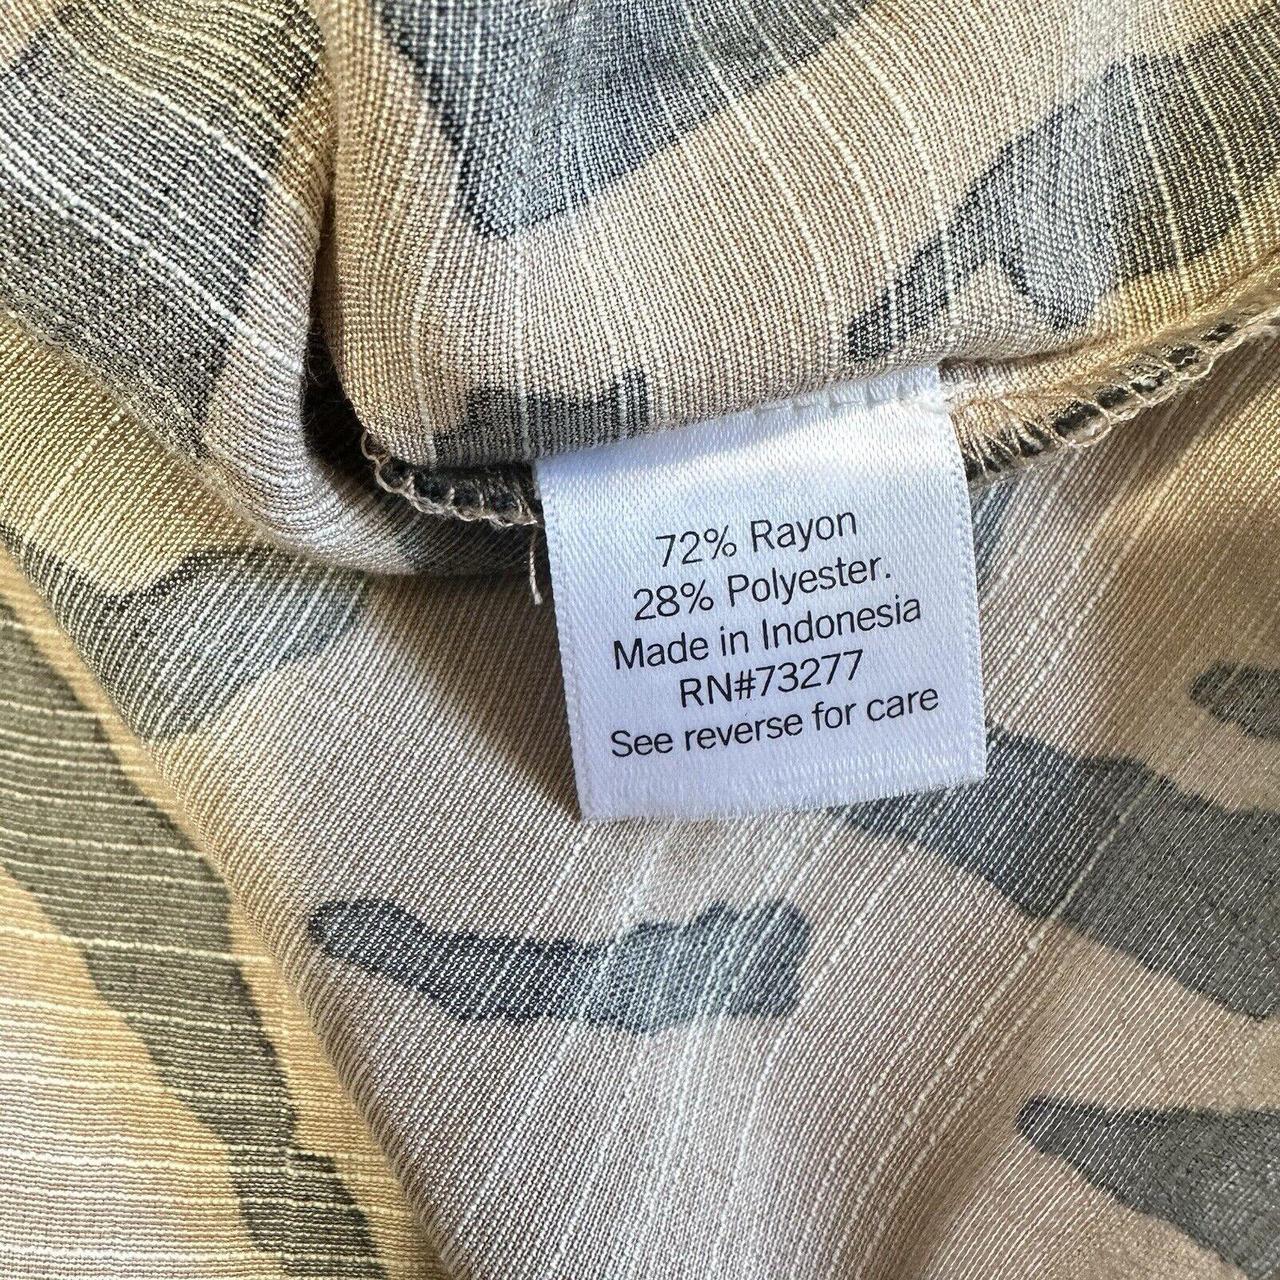 72% Rayon
28% Polyester.
Made in Indonesia
RN#73277
See reverse for care